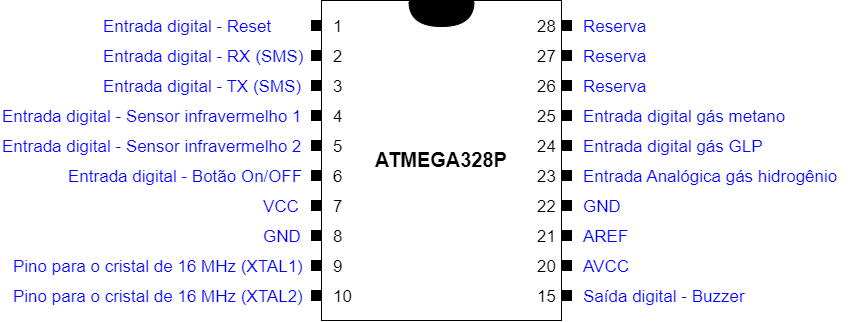 Entrada digital - Reset 1 28 Reserva
Entrada digital - RX (SMS) 2 27 Reserva
Entrada digital - TX (SMS) 3 26 Reserva
Entrada digital - Sensor infravermelho 1 4 25 Entrada digital gás metano
Entrada digital - Sensor infravermelho 2 5 24 Entrada digital gás GLP
ATMEGA328P
Entrada digital - Botão On/OFF 6 23 Entrada Analógica gás hidrogênio
VCC 7 22 GND
GND 8 21 AREF
Pino para o cristal de 16 MHz (XTAL1) 9 20 AVCC
Pino para o cristal de 16 MHz (XTAL2) 10 15 Saída digital - Buzzer